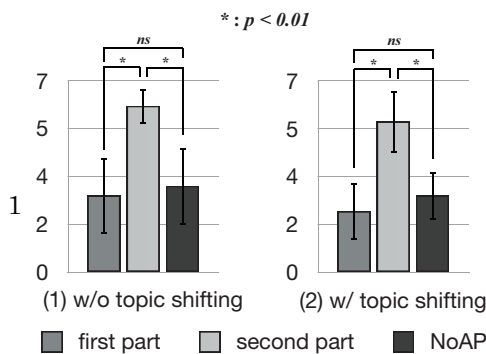 * : p < 0.01
ns
* *
7
5
4
2
0
(1) w/o topic shifting
ns
* *
7
5
4
2
0
(2) w/ topic shifting
1
first part second part NoAP